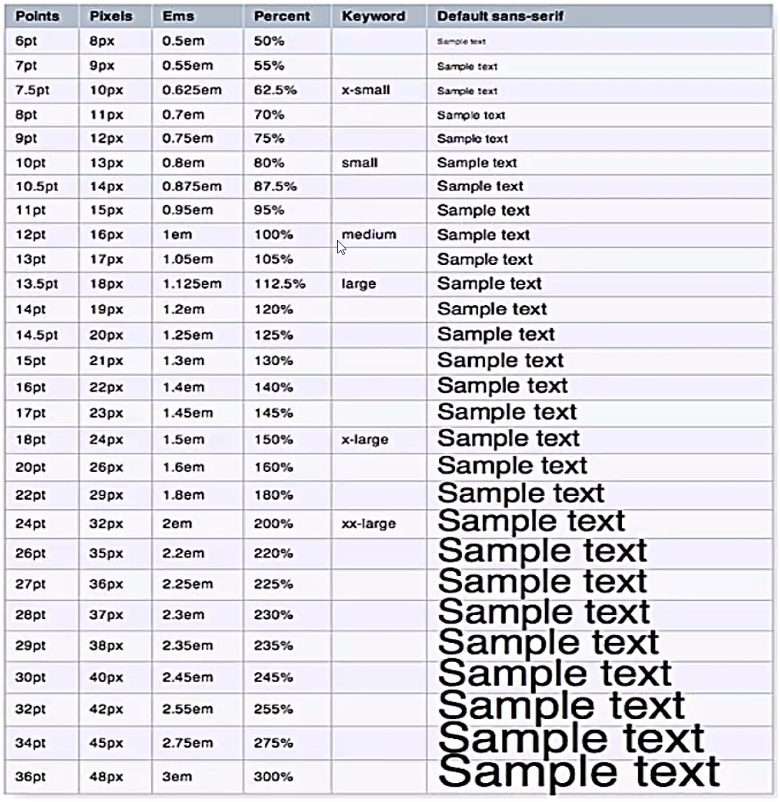 Points Pixels Ems Percent Keyword Default sans-serif
6pt 8px 0.5em 50% Sample text
7pt 9px 0.55em 55% Sample text
7.5pt 10px 0.625em 62.5% x-small Sample text
8pt 11px 0.7em 70% Sample text
9pt 12px 0.75em 75% Sample text
10pt 13px 0.8em 80% small Sample text
10.5pt 14px 0.875em 87.5% Sample text
11pt 15px 0.95em 95% Sample text
12pt 16px 1em 100% medium Sample text
13pt 17px 1.05em 105% Sample text
13.5pt 18px 1.125em 112.5% large Sample text
14pt 19px 1.2em 120% Sample text
14.5pt 20px 1.25em 125% Sample text
15pt 21px 1.3em 130% Sample text
16pt 22px 1.4em 140% Sample text
17pt 23px 1.45em 145% Sample text
18pt 24px 1.5em 150% x-large Sample text
20pt 26px 1.6em 160% Sample text
22pt 29px 1.8em 180% Sample text
24pt 32px 2em 200% xx-large Sample text
26pt 35px 2.2em 220% Sample text
27pt 36px 2.25em 225% Sample text
28pt 37px 2.3em 230% Sample text
29pt 38px 2.35em 235% Sample text
30pt 40px 2.45em 245% Sample text
32pt 42px 2.55em 255% Sample text
34pt 45px 2.75em 275% Sample text
36pt 48px 3em 300% Sample text